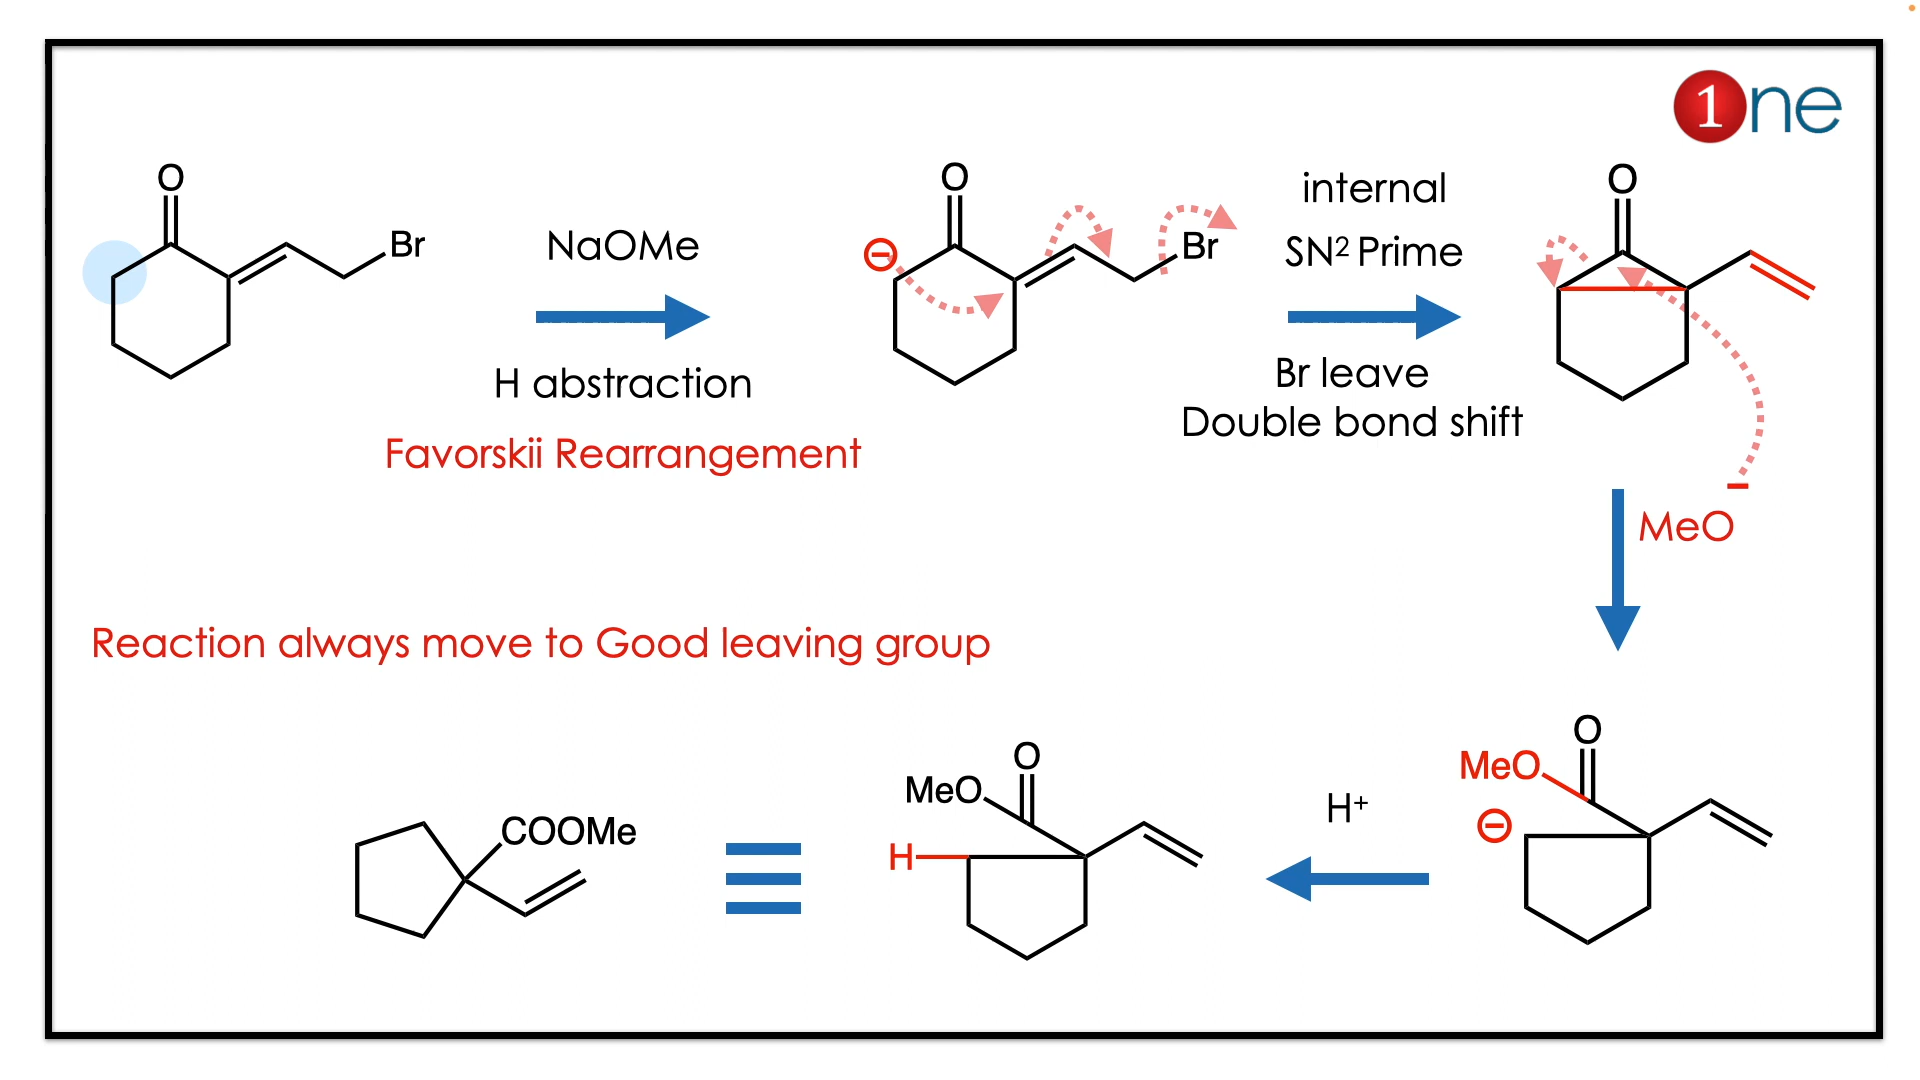 1ne
O
Br
NaOMe
H abstraction
Favorskii Rearrangement
O
⊖
Br
internal
SN² Prime
Br leave
Double bond shift
O
−
MeO
Reaction always move to Good leaving group
O
MeO
⊖
H⁺
O
MeO
H
COOMe